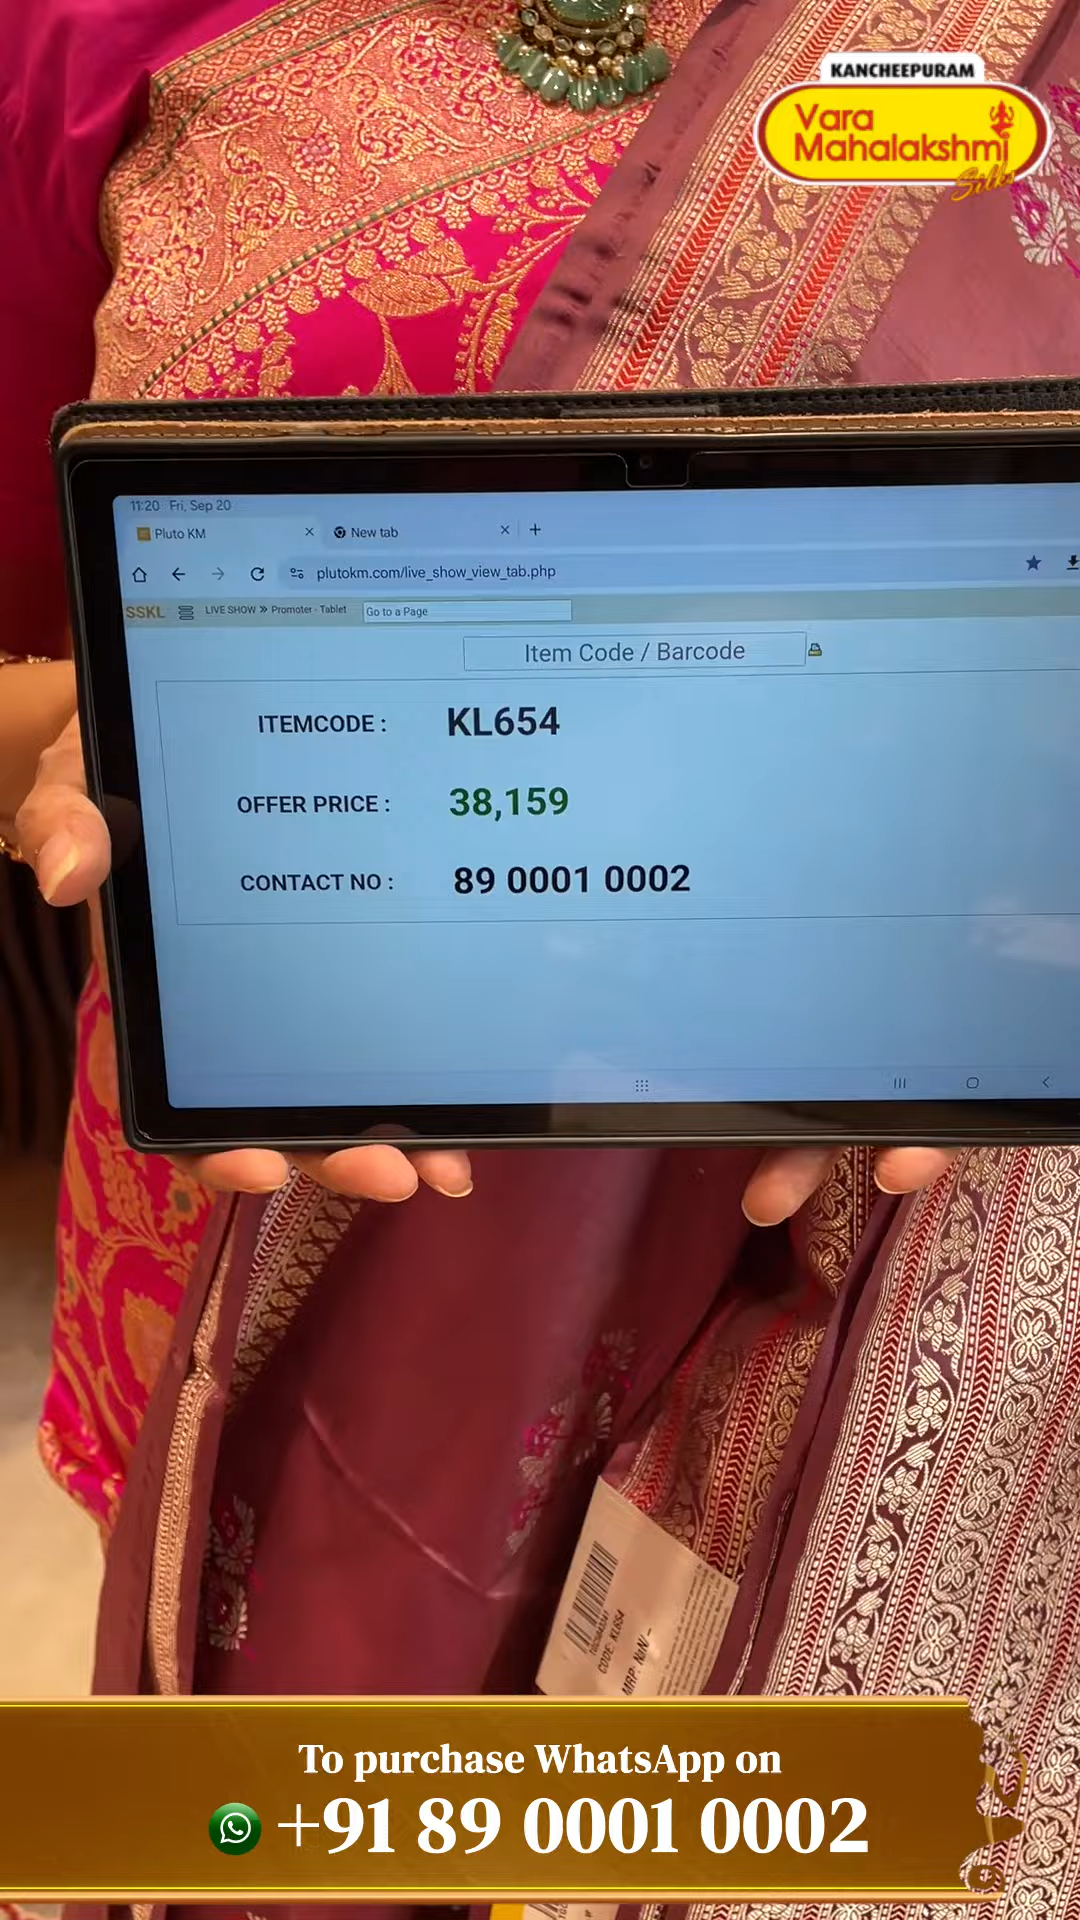 KANCHEEPURAM
Vara
Mahalakshmi
Silks
11:20 Fri, Sep 20
Pluto KM
New tab
plutokm.com/live_show_view_tab.php
SSKL
LIVE SHOW » Promoter - Tablet
Go to a Page
Item Code / Barcode
ITEMCODE : KL654
OFFER PRICE : 38,159
CONTACT NO : 89 0001 0002
CODE: KL654
MRP: NON/-
To purchase WhatsApp on
+91 89 0001 0002